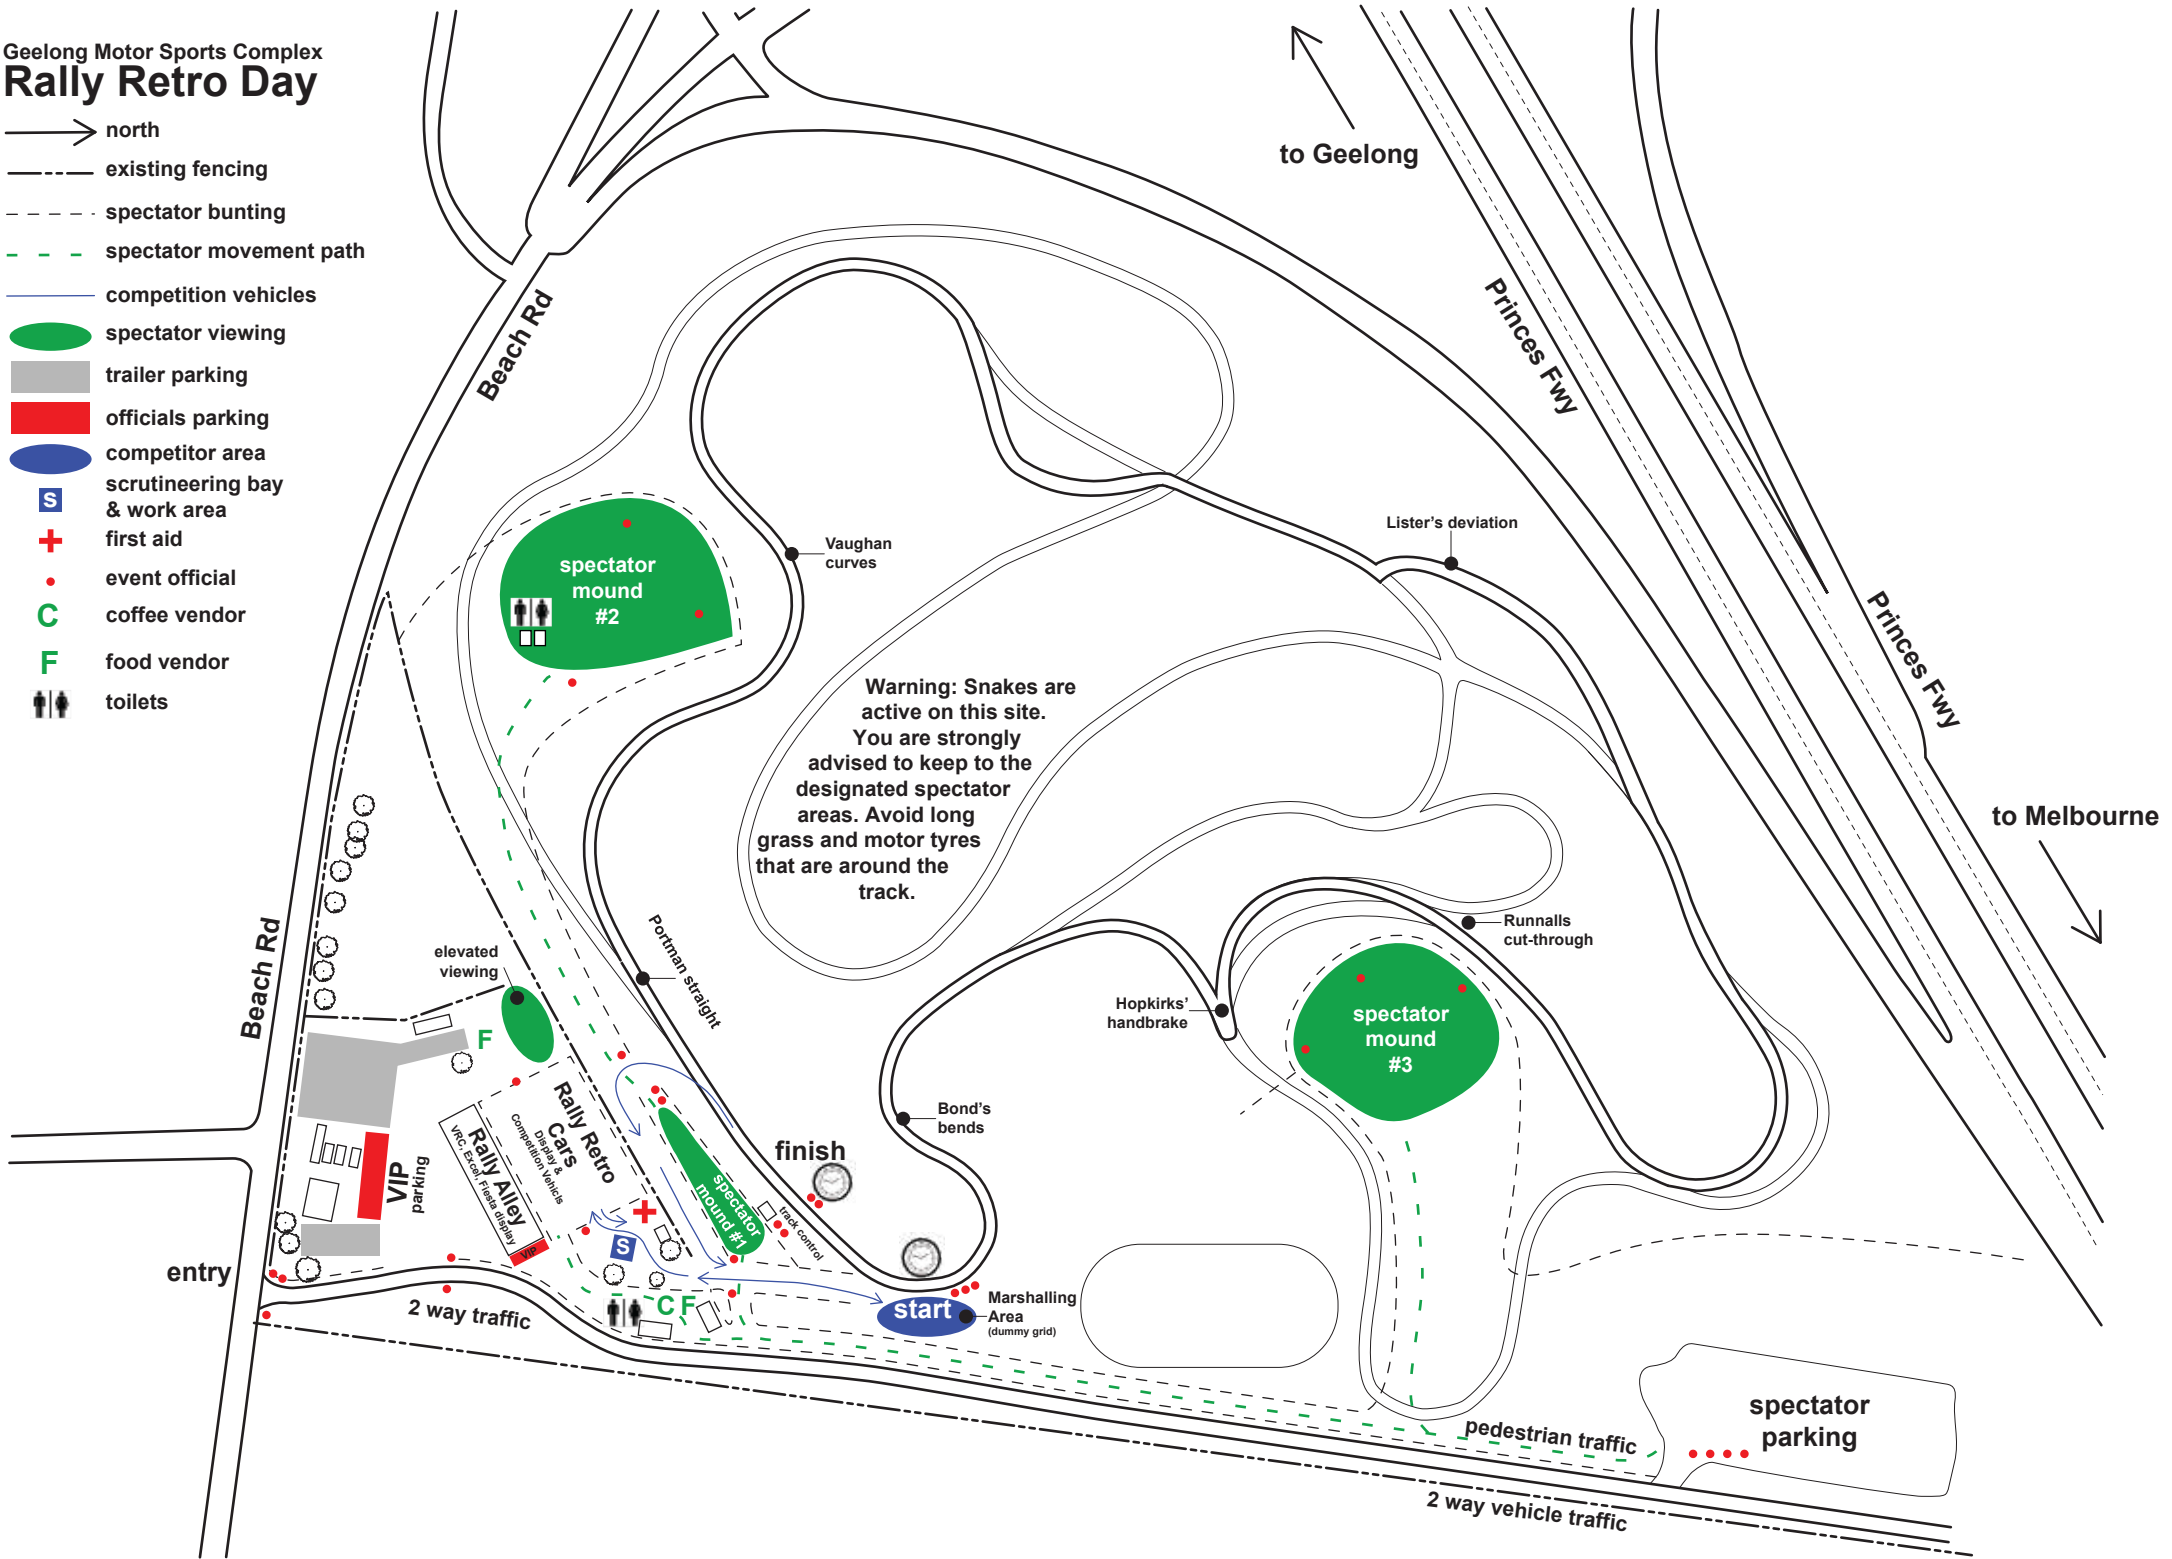 Geelong Motor Sports Complex
Rally Retro Day
north
existing fencing
spectator bunting
spectator movement path
competition vehicles
spectator viewing
trailer parking
officials parking
competitor area
S
scrutineering bay
& work area
first aid
event official
C
coffee vendor
F
food vendor
toilets
to Geelong
Beach Rd
Princes Fwy
Lister's deviation
Vaughan
curves
spectator
mound
#2
Princes Fwy
Warning: Snakes are
active on this site.
You are strongly
advised to keep to the
designated spectator
areas. Avoid long
grass and motor tyres
that are around the
track.
to Melbourne
Runnalls
cut-through
Beach Rd
elevated
viewing
Portman straight
Hopkirks'
handbrake
spectator
mound
#3
F
Bond's
bends
Rally Retro
Cars
Display &
Competition Vehicls
Rally Alley
VRC, Excel, Fiesta display
VIP
VIP
parking
finish
spectator
mound #1
track control
S
entry
2 way traffic
C F
start
Marshalling
Area
(dummy grid)
spectator
parking
pedestrian traffic
2 way vehicle traffic